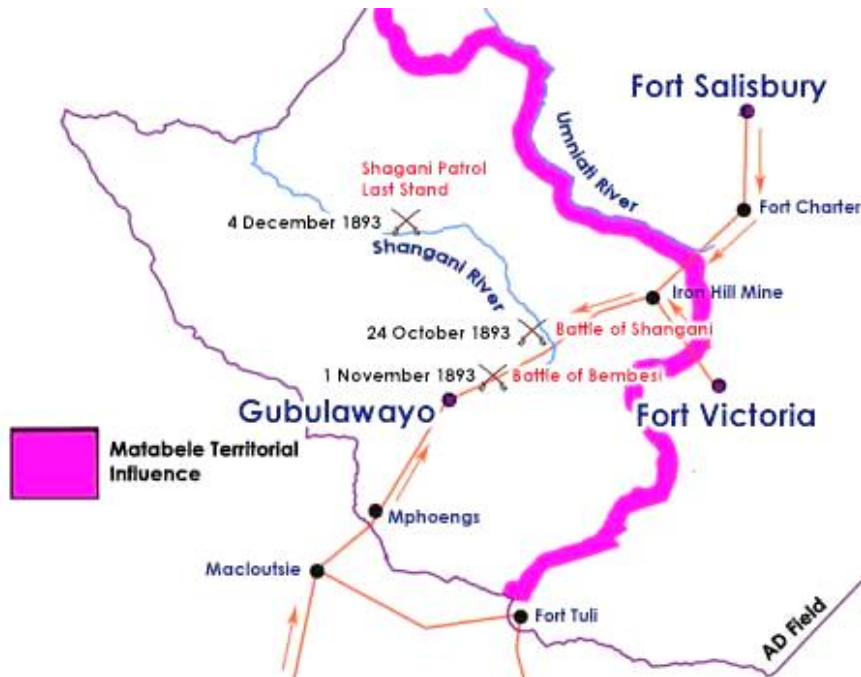 Fort Salisbury
Umniati River
Shagani Patrol
Last Stand
Fort Charter
4 December 1893
Shangani River
Iron Hill Mine
24 October 1893
Battle of Shangani
1 November 1893
Battle of Bembesi
Gubulawayo
Fort Victoria
Matabele Territorial
Influence
Mphoengs
Macloutsie
Fort Tuli
AD Field